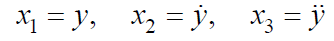 x₁ = y, x₂ = ẏ, x₃ = ÿ